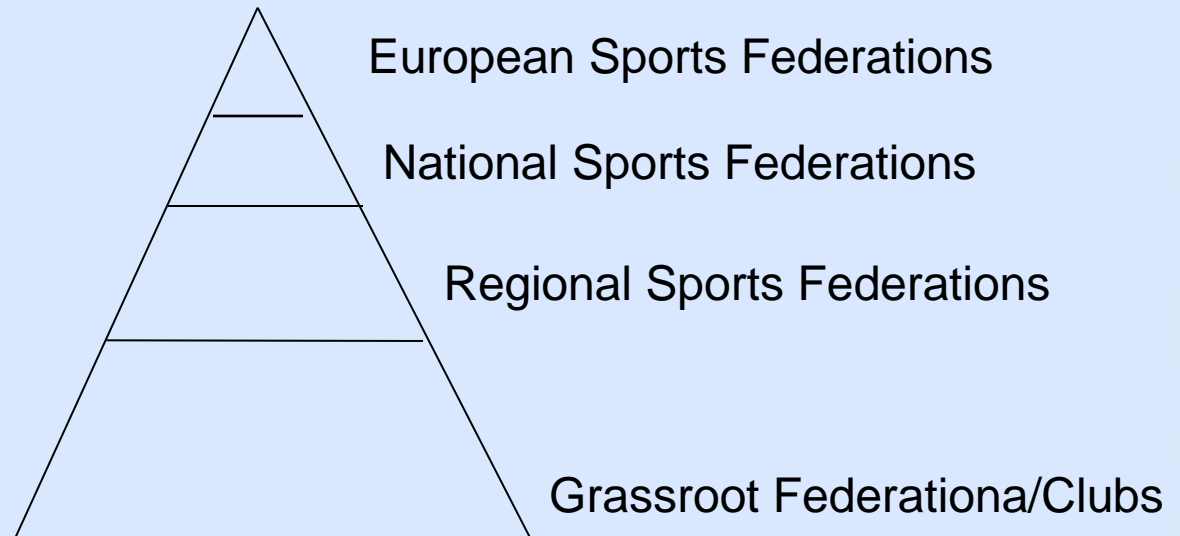 European Sports Federations
National Sports Federations
Regional Sports Federations
Grassroot Federationa/Clubs